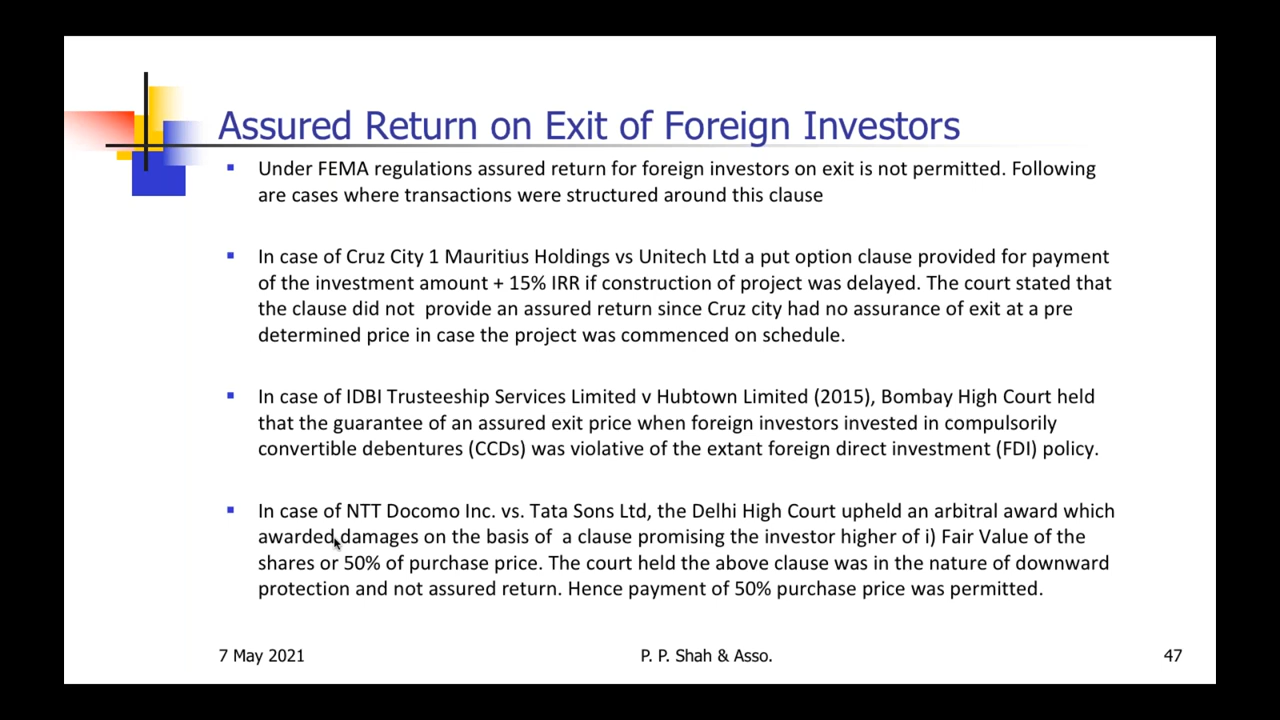 Assured Return on Exit of Foreign Investors
Under FEMA regulations assured return for foreign investors on exit is not permitted. Following
are cases where transactions were structured around this clause
In case of Cruz City 1 Mauritius Holdings vs Unitech Ltd a put option clause provided for payment
of the investment amount + 15% IRR if construction of project was delayed. The court stated that
the clause did not  provide an assured return since Cruz city had no assurance of exit at a pre
determined price in case the project was commenced on schedule.
In case of IDBI Trusteeship Services Limited v Hubtown Limited (2015), Bombay High Court held
that the guarantee of an assured exit price when foreign investors invested in compulsorily
convertible debentures (CCDs) was violative of the extant foreign direct investment (FDI) policy.
In case of NTT Docomo Inc. vs. Tata Sons Ltd, the Delhi High Court upheld an arbitral award which
awarded damages on the basis of  a clause promising the investor higher of i) Fair Value of the
shares or 50% of purchase price. The court held the above clause was in the nature of downward
protection and not assured return. Hence payment of 50% purchase price was permitted.
7 May 2021
P. P. Shah & Asso.
47